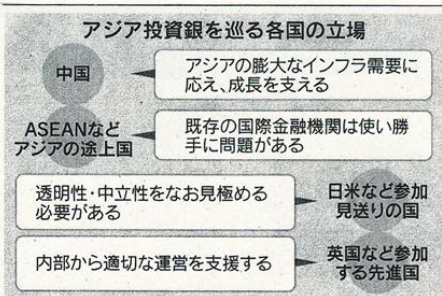 アジア投資銀を巡る各国の立場
中国
アジアの膨大なインフラ需要に
応え、成長を支える
ASEANなど
アジアの途上国
既存の国際金融機関は使い勝
手に問題がある
透明性・中立性をなお見極める
必要がある
日米など参加
見送りの国
内部から適切な運営を支援する
英国など参加
する先進国